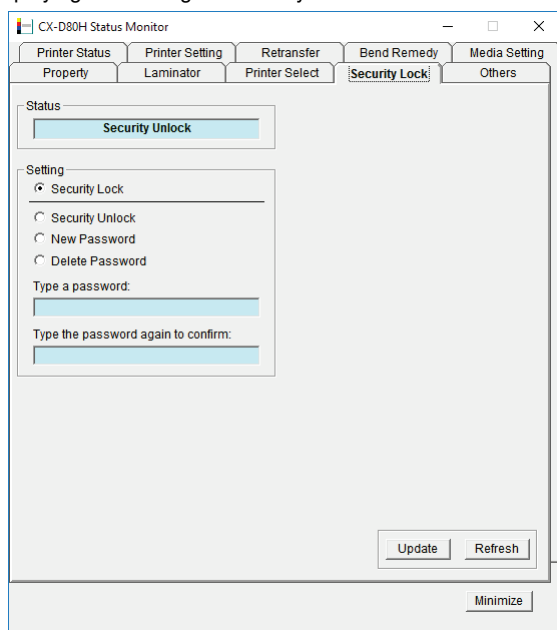 CX-D80H Status Monitor
Printer Status Printer Setting Retransfer Bend Remedy Media Setting
Property Laminator Printer Select Security Lock Others
Status
Security Unlock
Setting
Security Lock
Security Unlock
New Password
Delete Password
Type a password:
Type the password again to confirm:
Update Refresh
Minimize